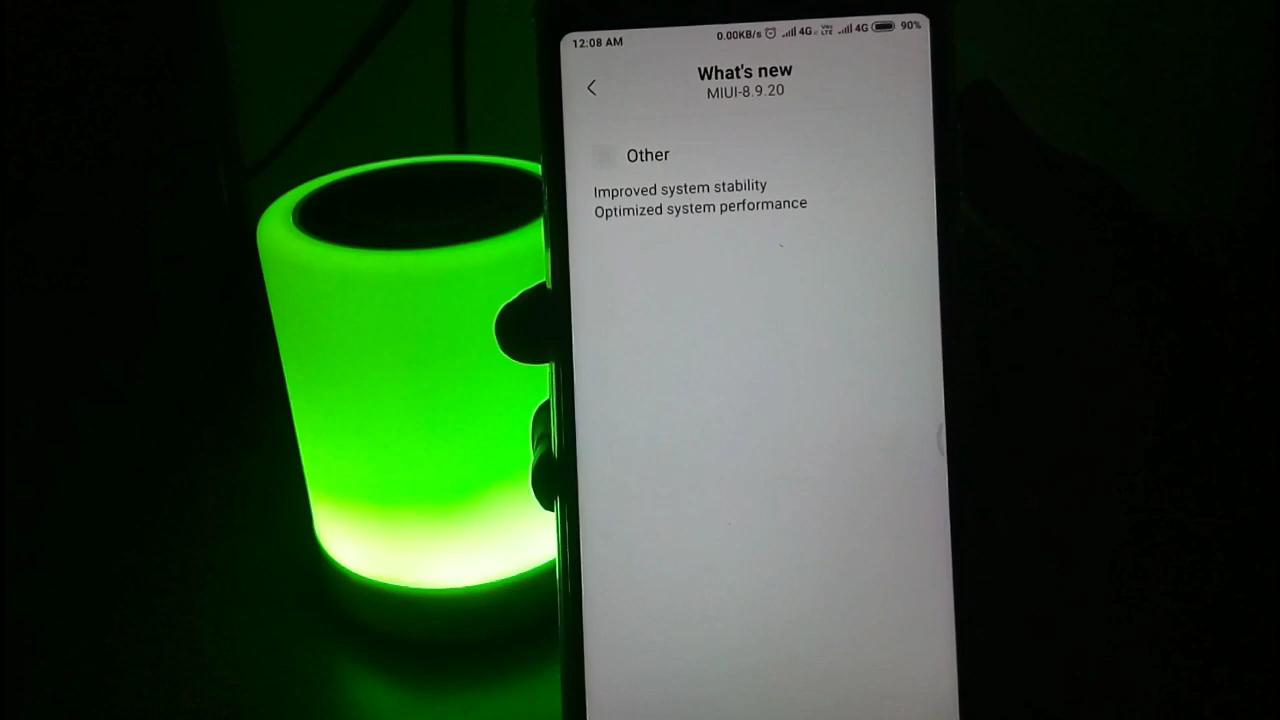 12:08 AM 0.00KB/s 4G VoLTE 4G 90%
What's new
MIUI-8.9.20
Other
Improved system stability
Optimized system performance